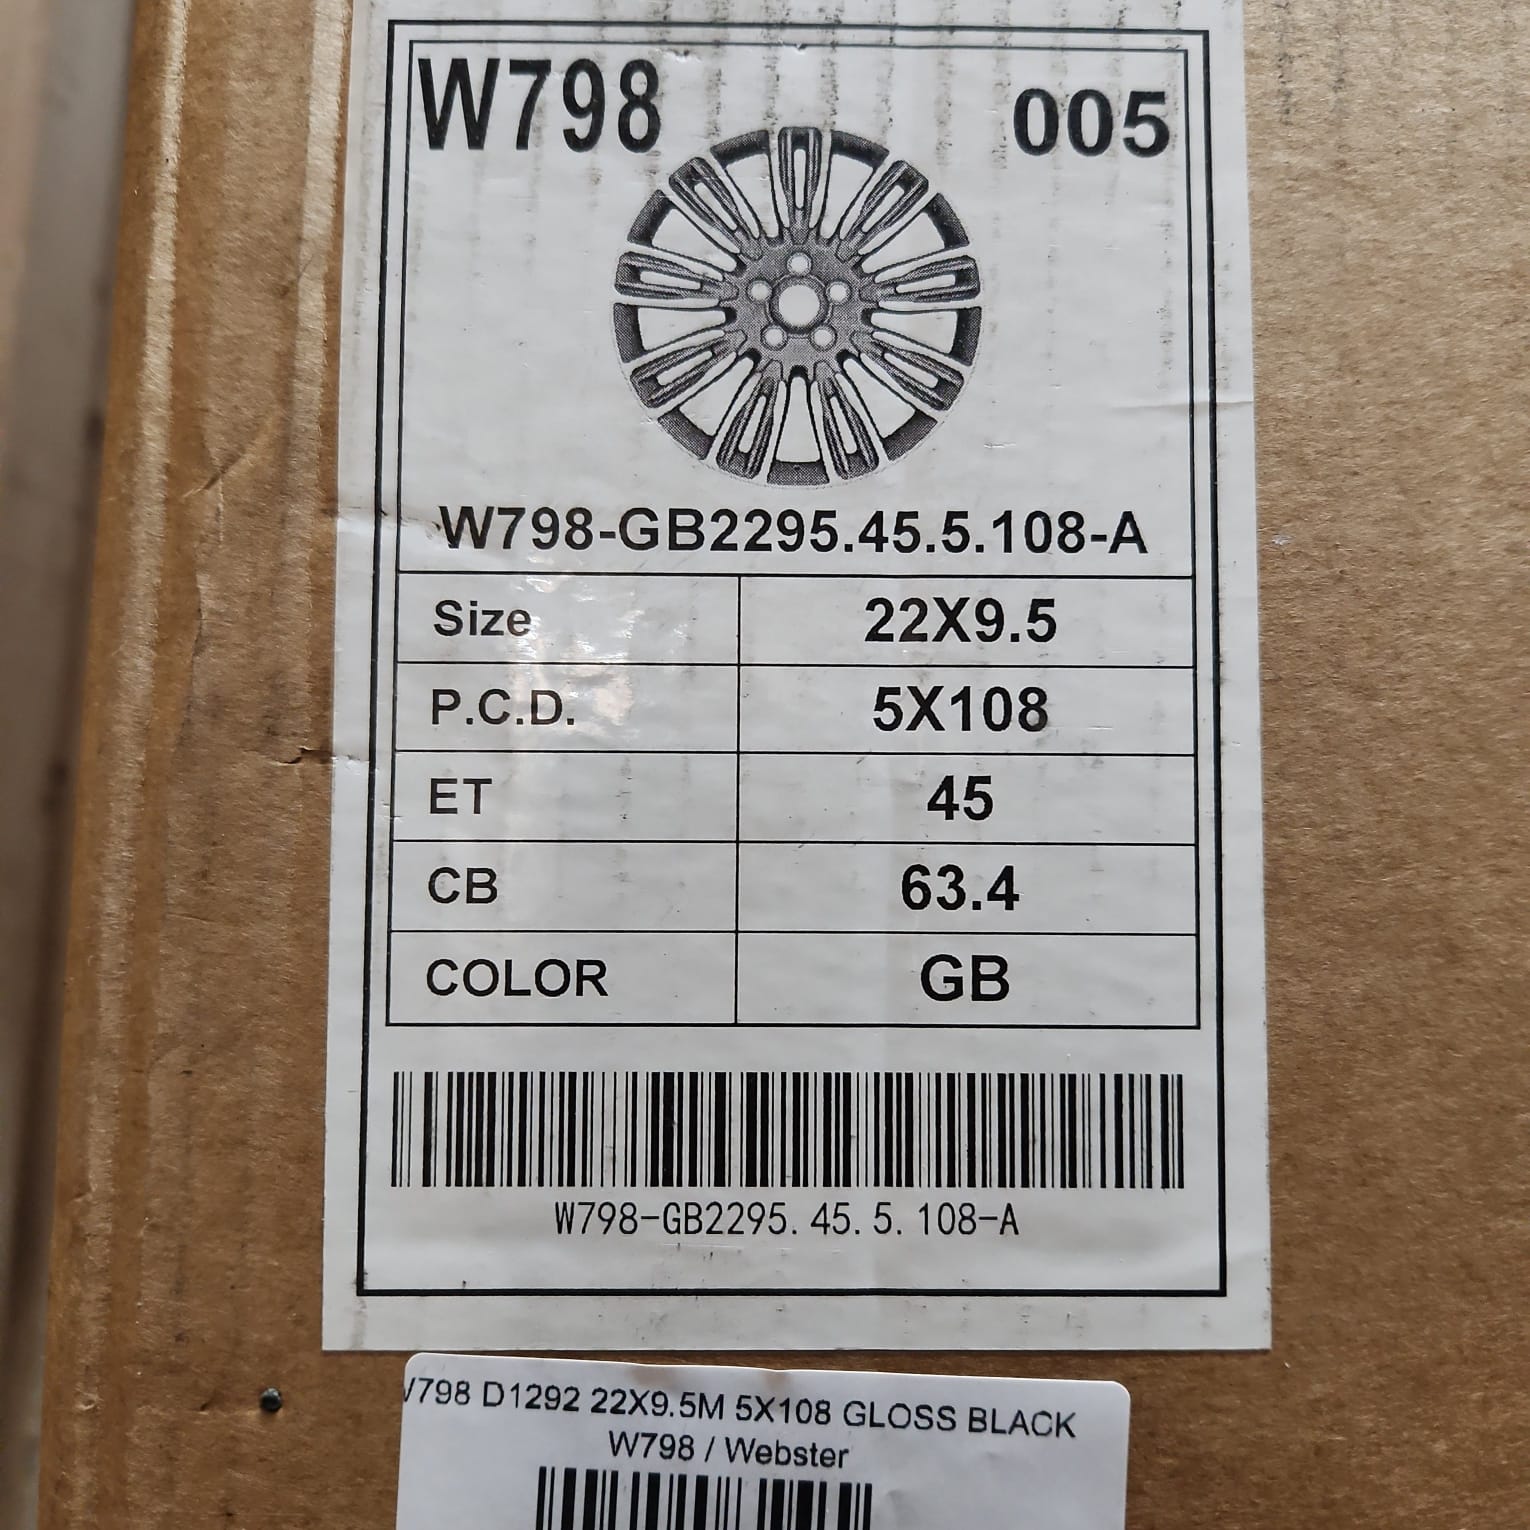 W798 005
W798-GB2295.45.5.108-A
Size 22X9.5
P.C.D. 5X108
ET 45
CB 63.4
COLOR GB
W798-GB2295.45.5.108-A
D1292 22X9.5M 5X108 GLOSS BLACK
W798 / Webster